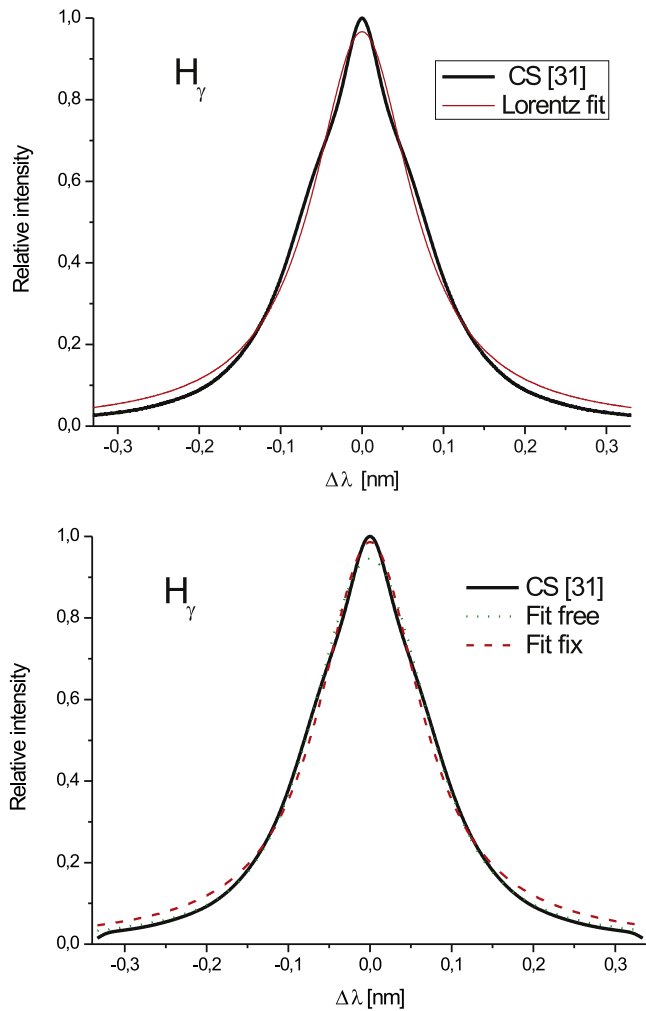 1,0
0,8
0,6
0,4
0,2
0,0
Relative intensity
Hγ
CS [31]
Lorentz fit
-0,3 -0,2 -0,1 0,0 0,1 0,2 0,3
Δλ [nm]
1,0
0,8
0,6
0,4
0,2
0,0
Relative intensity
Hγ
CS [31]
Fit free
Fit fix
-0,3 -0,2 -0,1 0,0 0,1 0,2 0,3
Δλ [nm]